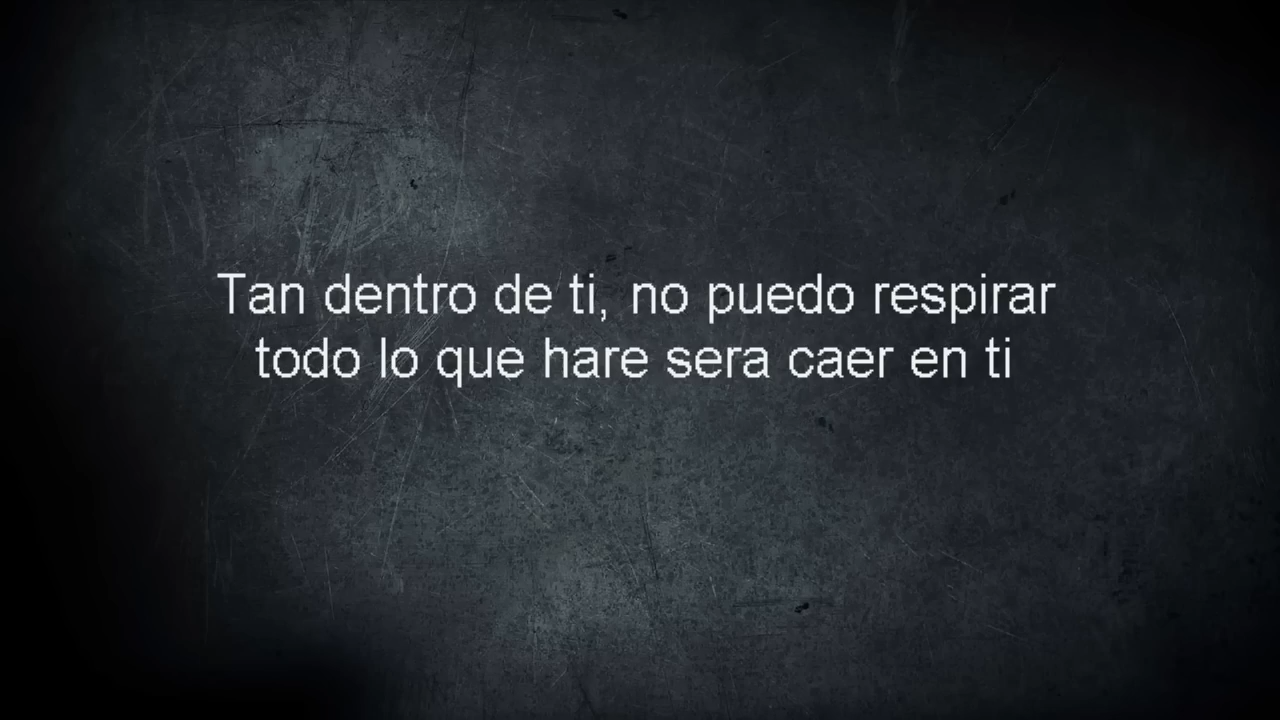 Tan dentro de ti, no puedo respirar
todo lo que hare sera caer en ti